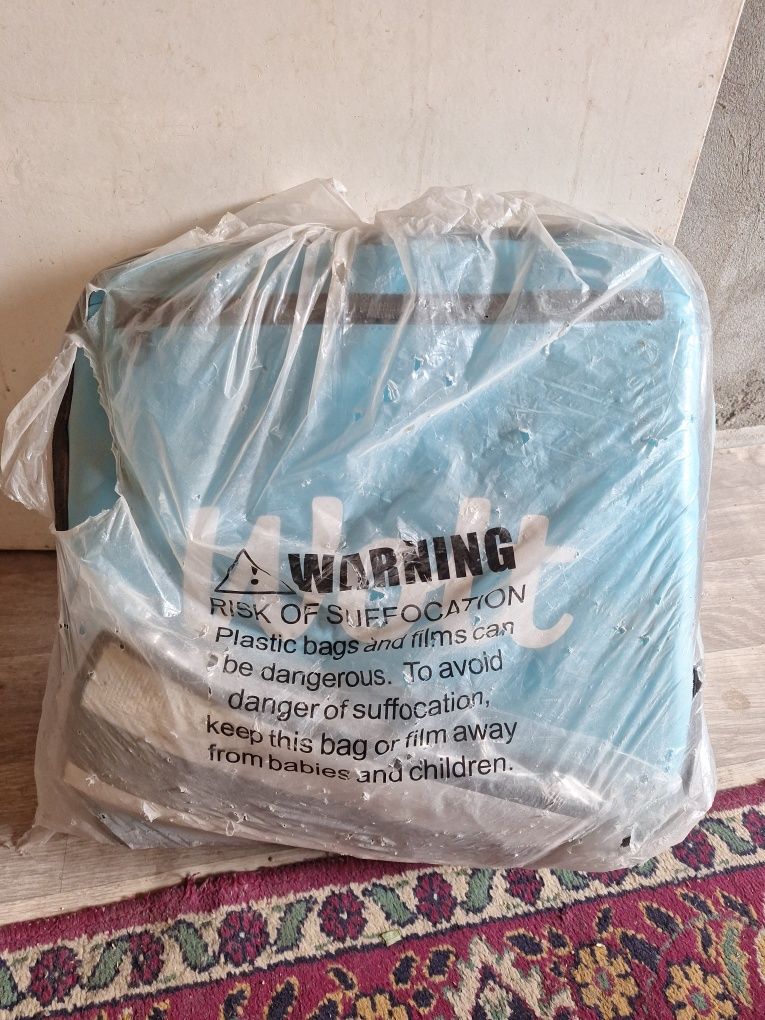 Wolt
WARNING
RISK OF SUFFOCATION
Plastic bags and films can
be dangerous. To avoid
danger of suffocation,
keep this bag or film away
from babies and children.